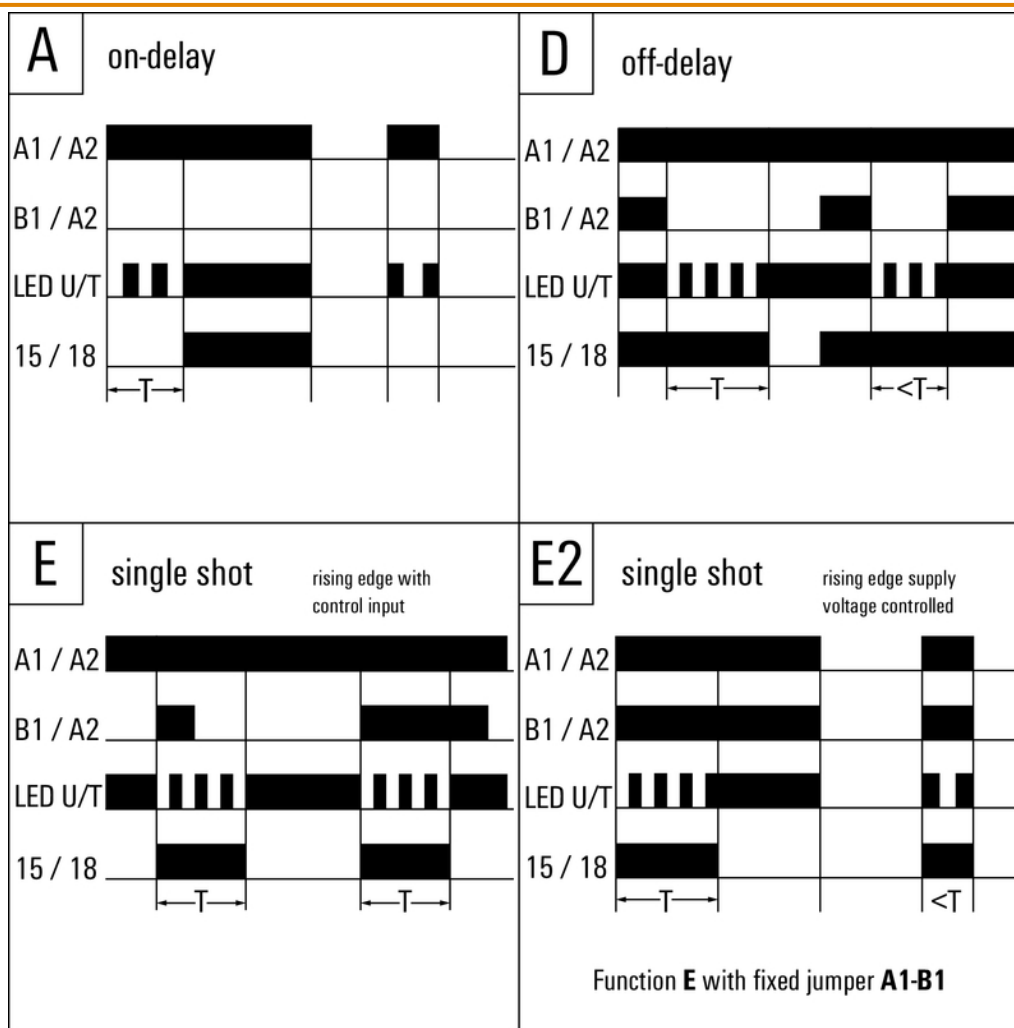 A
on-delay
A1 / A2
B1 / A2
LED U/T
15 / 18
T
D
off-delay
A1 / A2
B1 / A2
LED U/T
15 / 18
T
<T
E
single shot
rising edge with
control input
A1 / A2
B1 / A2
LED U/T
15 / 18
T
T
E2
single shot
rising edge supply
voltage controlled
A1 / A2
B1 / A2
LED U/T
15 / 18
T
<T
Function E with fixed jumper A1-B1